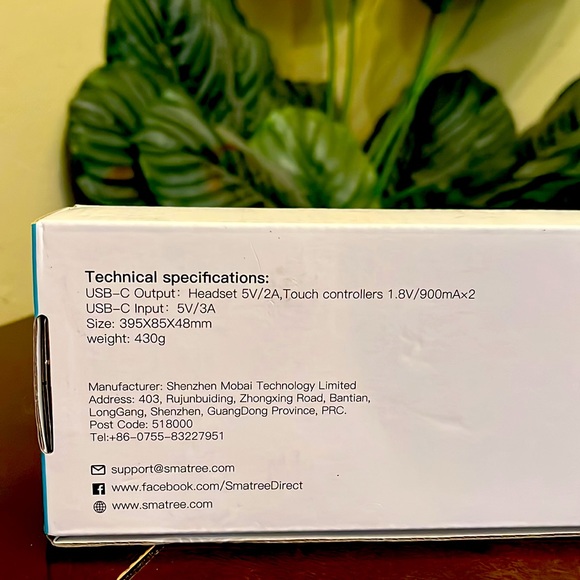 Technical specifications:
USB-C Output: Headset 5V/2A,Touch controllers 1.8V/900mA×2
USB-C Input: 5V/3A
Size: 395X85X48mm
weight: 430g
Manufacturer: Shenzhen Mobai Technology Limited
Address: 403, Rujunbuiding, Zhongxing Road, Bantian,
LongGang, Shenzhen, GuangDong Province, PRC.
Post Code: 518000
Tel:+86-0755-83227951
support@smatree.com
www.facebook.com/SmatreeDirect
www.smatree.com